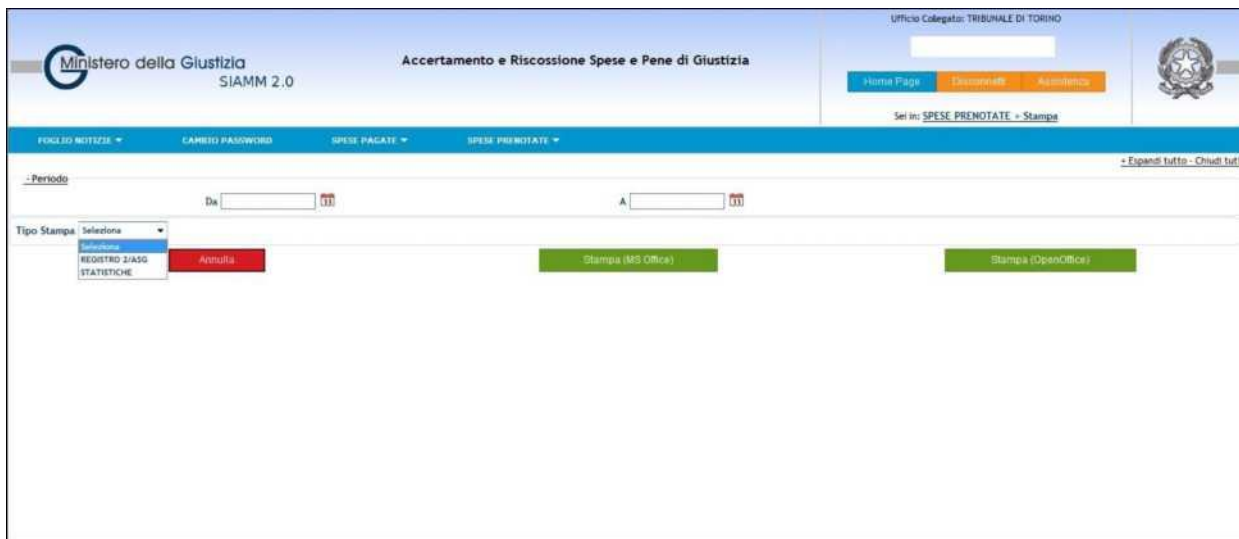 Ufficio Collegato: TRIBUNALE DI TORINO
Ministero della Giustizia
SIAMM 2.0
Accertamento e Riscossione Spese e Pene di Giustizia
Home Page Disconnetti Assistenza
Sei in: SPESE PRENOTATE » Stampa
FOGLIO NOTIZIE CAMBIO PASSWORD SPESE PAGATE SPESE PRENOTATE
+ Espandi tutto - Chiudi tut
- Periodo
Da A
Tipo Stampa Seleziona
Seleziona
REGISTRO 2/ASG
STATISTICHE
Annulla Stampa (MS Office) Stampa (OpenOffice)